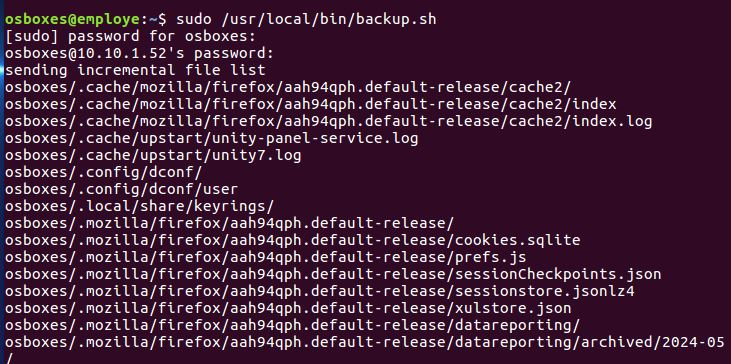 osboxes@employe:~$ sudo /usr/local/bin/backup.sh
[sudo] password for osboxes:
osboxes@10.10.1.52's password:
sending incremental file list
osboxes/.cache/mozilla/firefox/aah94qph.default-release/cache2/
osboxes/.cache/mozilla/firefox/aah94qph.default-release/cache2/index
osboxes/.cache/mozilla/firefox/aah94qph.default-release/cache2/index.log
osboxes/.cache/upstart/unity-panel-service.log
osboxes/.cache/upstart/unity7.log
osboxes/.config/dconf/
osboxes/.config/dconf/user
osboxes/.local/share/keyrings/
osboxes/.mozilla/firefox/aah94qph.default-release/
osboxes/.mozilla/firefox/aah94qph.default-release/cookies.sqlite
osboxes/.mozilla/firefox/aah94qph.default-release/prefs.js
osboxes/.mozilla/firefox/aah94qph.default-release/sessionCheckpoints.json
osboxes/.mozilla/firefox/aah94qph.default-release/sessionstore.jsonlz4
osboxes/.mozilla/firefox/aah94qph.default-release/xulstore.json
osboxes/.mozilla/firefox/aah94qph.default-release/datareporting/
osboxes/.mozilla/firefox/aah94qph.default-release/datareporting/archived/2024-05
/